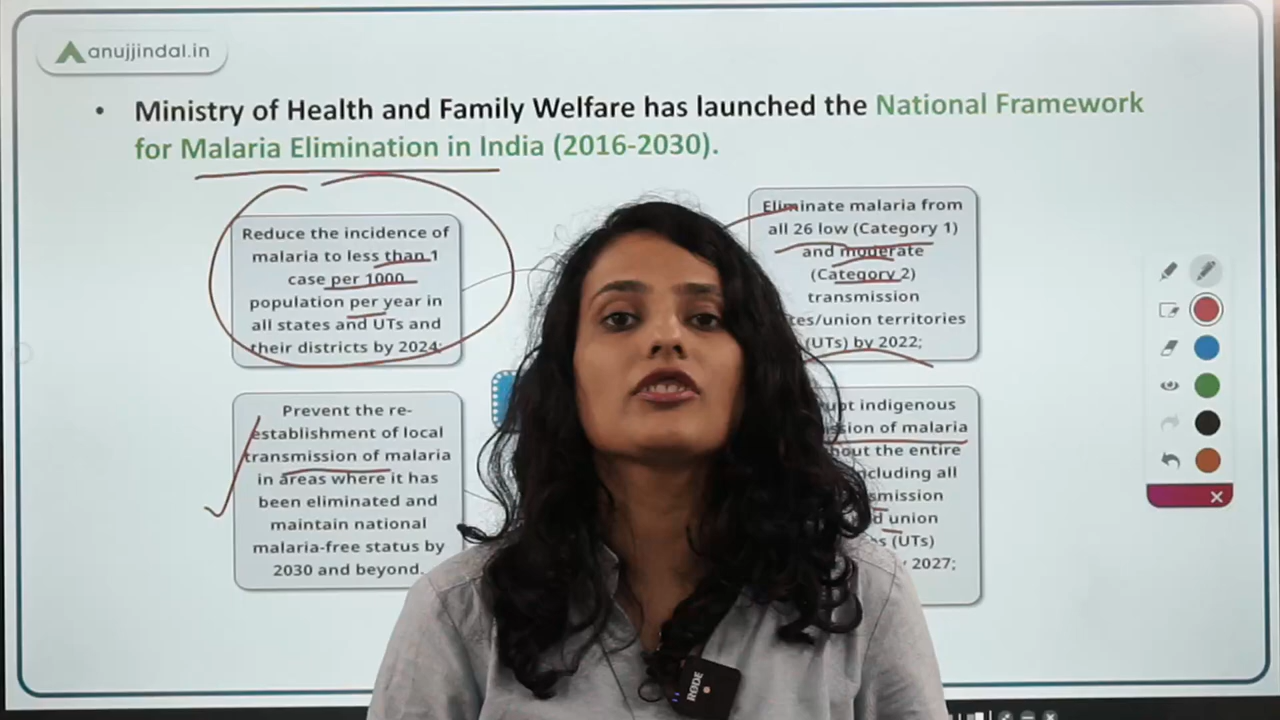 anujjindal.in
• Ministry of Health and Family Welfare has launched the National Framework
for Malaria Elimination in India (2016-2030).
Reduce the incidence of
malaria to less than 1
case per 1000
population per year in
all states and UTs and
their districts by 2024;
Eliminate malaria from
all 26 low (Category 1)
and moderate
(Category 2)
transmission
territories
(UTs) by 2022;
Prevent the re-
establishment of local
transmission of malaria
in areas where it has
been eliminated and
maintain national
malaria-free status by
2030 and beyond.
indigenous
of malaria
the entire
all
union
(UTs)
2027;
RØDE